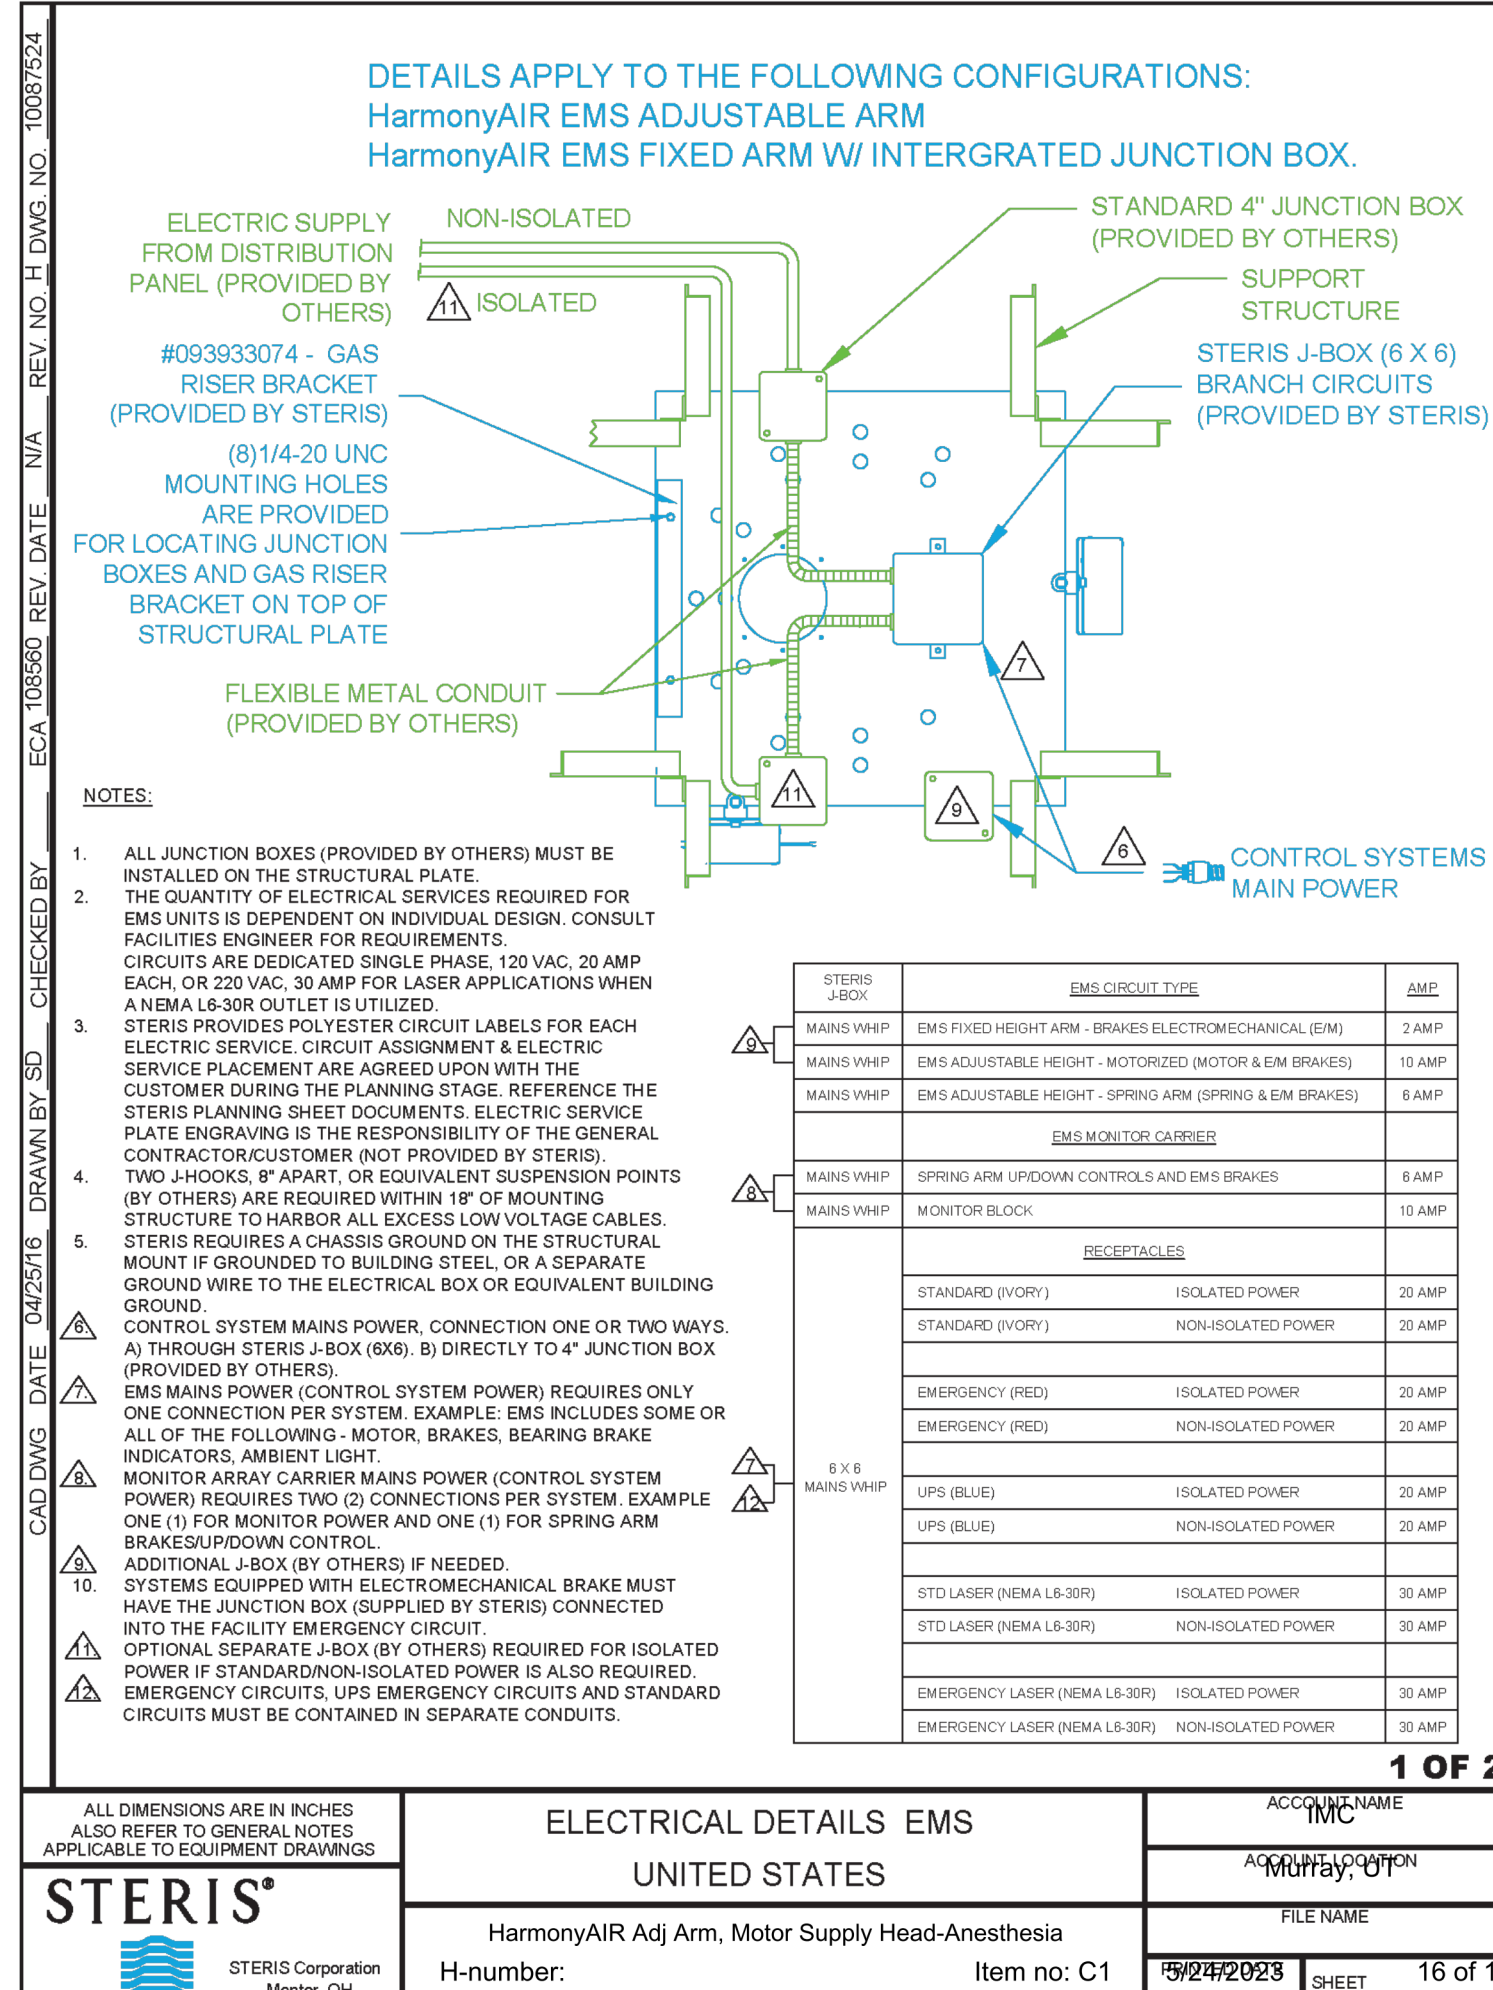 DETAILS APPLY TO THE FOLLOWING CONFIGURATIONS:
HarmonyAIR EMS ADJUSTABLE ARM
HarmonyAIR EMS FIXED ARM W/ INTERGRATED JUNCTION BOX.
ELECTRIC SUPPLY
FROM DISTRIBUTION
PANEL (PROVIDED BY
OTHERS)
NON-ISOLATED
11 ISOLATED
STANDARD 4" JUNCTION BOX
(PROVIDED BY OTHERS)
SUPPORT
STRUCTURE
#093933074 - GAS
RISER BRACKET
(PROVIDED BY STERIS)
STERIS J-BOX (6 X 6)
BRANCH CIRCUITS
(PROVIDED BY STERIS)
(8)1/4-20 UNC
MOUNTING HOLES
ARE PROVIDED
FOR LOCATING JUNCTION
BOXES AND GAS RISER
BRACKET ON TOP OF
STRUCTURAL PLATE
7
FLEXIBLE METAL CONDUIT
(PROVIDED BY OTHERS)
11
9
6
CONTROL SYSTEMS
MAIN POWER
NOTES:
1. ALL JUNCTION BOXES (PROVIDED BY OTHERS) MUST BE
INSTALLED ON THE STRUCTURAL PLATE.
2. THE QUANTITY OF ELECTRICAL SERVICES REQUIRED FOR
EMS UNITS IS DEPENDENT ON INDIVIDUAL DESIGN. CONSULT
FACILITIES ENGINEER FOR REQUIREMENTS.
CIRCUITS ARE DEDICATED SINGLE PHASE, 120 VAC, 20 AMP
EACH, OR 220 VAC, 30 AMP FOR LASER APPLICATIONS WHEN
A NEMA L6-30R OUTLET IS UTILIZED.
3. STERIS PROVIDES POLYESTER CIRCUIT LABELS FOR EACH
ELECTRIC SERVICE. CIRCUIT ASSIGNMENT & ELECTRIC
SERVICE PLACEMENT ARE AGREED UPON WITH THE
CUSTOMER DURING THE PLANNING STAGE. REFERENCE THE
STERIS PLANNING SHEET DOCUMENTS. ELECTRIC SERVICE
PLATE ENGRAVING IS THE RESPONSIBILITY OF THE GENERAL
CONTRACTOR/CUSTOMER (NOT PROVIDED BY STERIS).
4. TWO J-HOOKS, 8" APART, OR EQUIVALENT SUSPENSION POINTS
(BY OTHERS) ARE REQUIRED WITHIN 18" OF MOUNTING
STRUCTURE TO HARBOR ALL EXCESS LOW VOLTAGE CABLES.
5. STERIS REQUIRES A CHASSIS GROUND ON THE STRUCTURAL
MOUNT IF GROUNDED TO BUILDING STEEL, OR A SEPARATE
GROUND WIRE TO THE ELECTRICAL BOX OR EQUIVALENT BUILDING
GROUND.
6. CONTROL SYSTEM MAINS POWER, CONNECTION ONE OR TWO WAYS.
A) THROUGH STERIS J-BOX (6X6). B) DIRECTLY TO 4" JUNCTION BOX
(PROVIDED BY OTHERS).
7. EMS MAINS POWER (CONTROL SYSTEM POWER) REQUIRES ONLY
ONE CONNECTION PER SYSTEM. EXAMPLE: EMS INCLUDES SOME OR
ALL OF THE FOLLOWING - MOTOR, BRAKES, BEARING BRAKE
INDICATORS, AMBIENT LIGHT.
8. MONITOR ARRAY CARRIER MAINS POWER (CONTROL SYSTEM
POWER) REQUIRES TWO (2) CONNECTIONS PER SYSTEM. EXAMPLE
ONE (1) FOR MONITOR POWER AND ONE (1) FOR SPRING ARM
BRAKES/UP/DOWN CONTROL.
9. ADDITIONAL J-BOX (BY OTHERS) IF NEEDED.
10. SYSTEMS EQUIPPED WITH ELECTROMECHANICAL BRAKE MUST
HAVE THE JUNCTION BOX (SUPPLIED BY STERIS) CONNECTED
INTO THE FACILITY EMERGENCY CIRCUIT.
11. OPTIONAL SEPARATE J-BOX (BY OTHERS) REQUIRED FOR ISOLATED
POWER IF STANDARD/NON-ISOLATED POWER IS ALSO REQUIRED.
12. EMERGENCY CIRCUITS, UPS EMERGENCY CIRCUITS AND STANDARD
CIRCUITS MUST BE CONTAINED IN SEPARATE CONDUITS.
STERIS J-BOX EMS CIRCUIT TYPE AMP
9 MAINS WHIP EMS FIXED HEIGHT ARM - BRAKES ELECTROMECHANICAL (E/M) 2 AMP
MAINS WHIP EMS ADJUSTABLE HEIGHT - MOTORIZED (MOTOR & E/M BRAKES) 10 AMP
MAINS WHIP EMS ADJUSTABLE HEIGHT - SPRING ARM (SPRING & E/M BRAKES) 6 AMP
EMS MONITOR CARRIER
8 MAINS WHIP SPRING ARM UP/DOWN CONTROLS AND EMS BRAKES 6 AMP
MAINS WHIP MONITOR BLOCK 10 AMP
RECEPTACLES
STANDARD (IVORY) ISOLATED POWER 20 AMP
STANDARD (IVORY) NON-ISOLATED POWER 20 AMP
EMERGENCY (RED) ISOLATED POWER 20 AMP
EMERGENCY (RED) NON-ISOLATED POWER 20 AMP
7
12
6 X 6
MAINS WHIP
UPS (BLUE) ISOLATED POWER 20 AMP
UPS (BLUE) NON-ISOLATED POWER 20 AMP
STD LASER (NEMA L6-30R) ISOLATED POWER 30 AMP
STD LASER (NEMA L6-30R) NON-ISOLATED POWER 30 AMP
EMERGENCY LASER (NEMA L6-30R) ISOLATED POWER 30 AMP
EMERGENCY LASER (NEMA L6-30R) NON-ISOLATED POWER 30 AMP
1 OF 2
CAD DWG DATE 04/25/16 DRAWN BY SD CHECKED BY ECA 108560 REV. DATE N/A REV. NO. H DWG. NO. 10087524
ALL DIMENSIONS ARE IN INCHES
ALSO REFER TO GENERAL NOTES
APPLICABLE TO EQUIPMENT DRAWINGS
STERIS®
STERIS Corporation
Mentor, OH
ELECTRICAL DETAILS EMS
UNITED STATES
HarmonyAIR Adj Arm, Motor Supply Head-Anesthesia
H-number: Item no: C1
ACCOUNT NAME
IMC
ACCOUNT LOCATION
Murray, UT
FILE NAME
PRINTED DATE
5/24/2023
SHEET 16 of 1